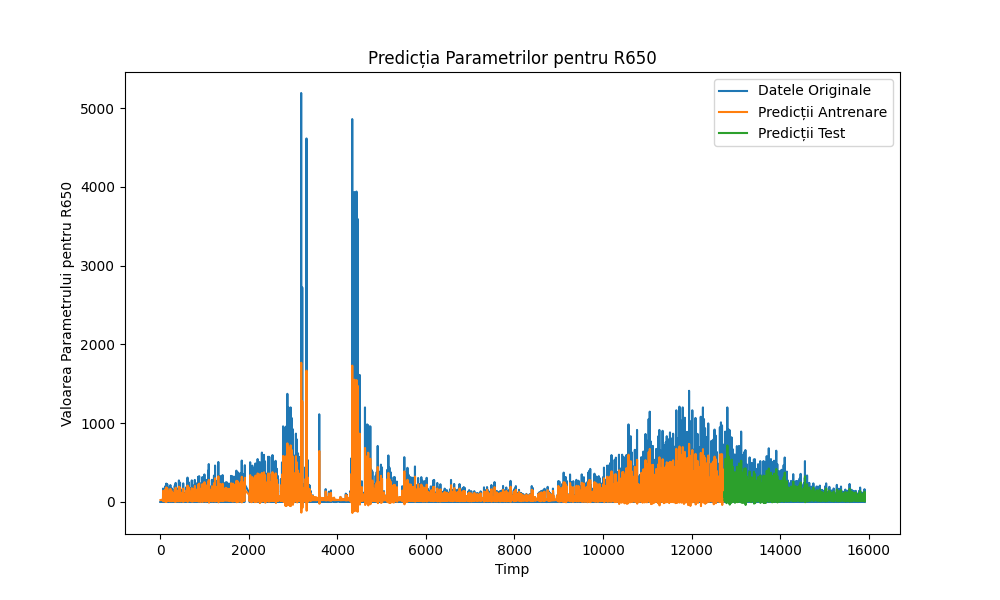 Predicția Parametrilor pentru R650
Datele Originale
Predicții Antrenare
Predicții Test
Valoarea Parametrului pentru R650
5000
4000
3000
2000
1000
0
0 2000 4000 6000 8000 10000 12000 14000 16000
Timp